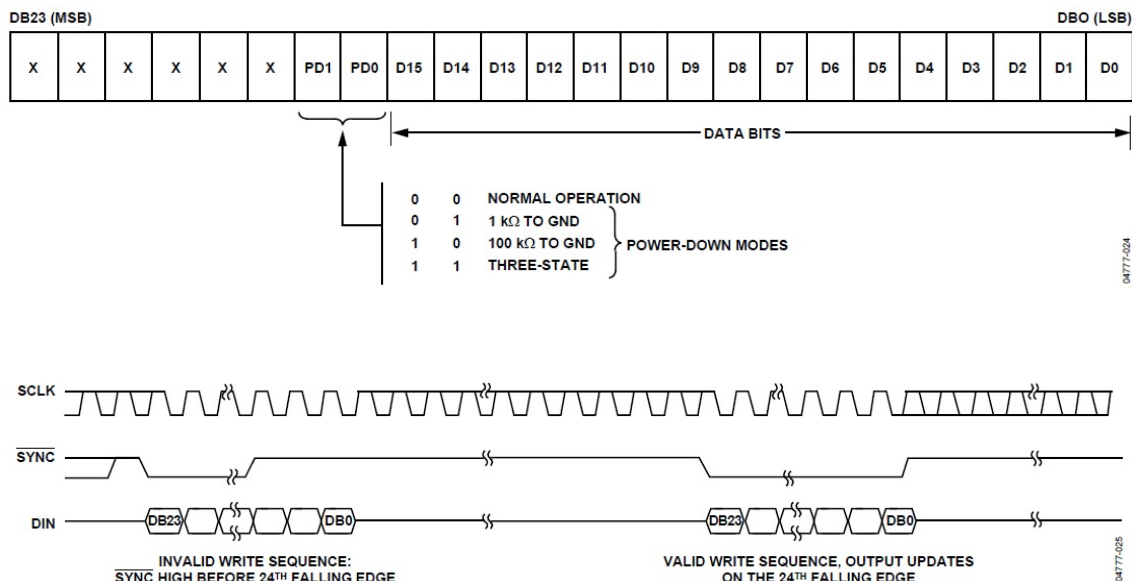 DB23 (MSB) DBO (LSB)
X X X X X X PD1 PD0 D15 D14 D13 D12 D11 D10 D9 D8 D7 D6 D5 D4 D3 D2 D1 D0
DATA BITS
0 0 NORMAL OPERATION
0 1 1 kΩ TO GND
1 0 100 kΩ TO GND
1 1 THREE-STATE
POWER-DOWN MODES
04777-024
SCLK
SYNC
DIN DB23 DB0 DB23 DB0
INVALID WRITE SEQUENCE:
SYNC HIGH BEFORE 24TH FALLING EDGE
VALID WRITE SEQUENCE, OUTPUT UPDATES
ON THE 24TH FALLING EDGE
04777-025